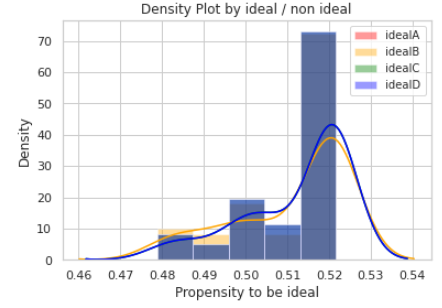 Density Plot by ideal / non ideal
idealA
idealB
idealC
idealD
70
60
50
40
30
20
10
0
Density
0.46 0.47 0.48 0.49 0.50 0.51 0.52 0.53 0.54
Propensity to be ideal